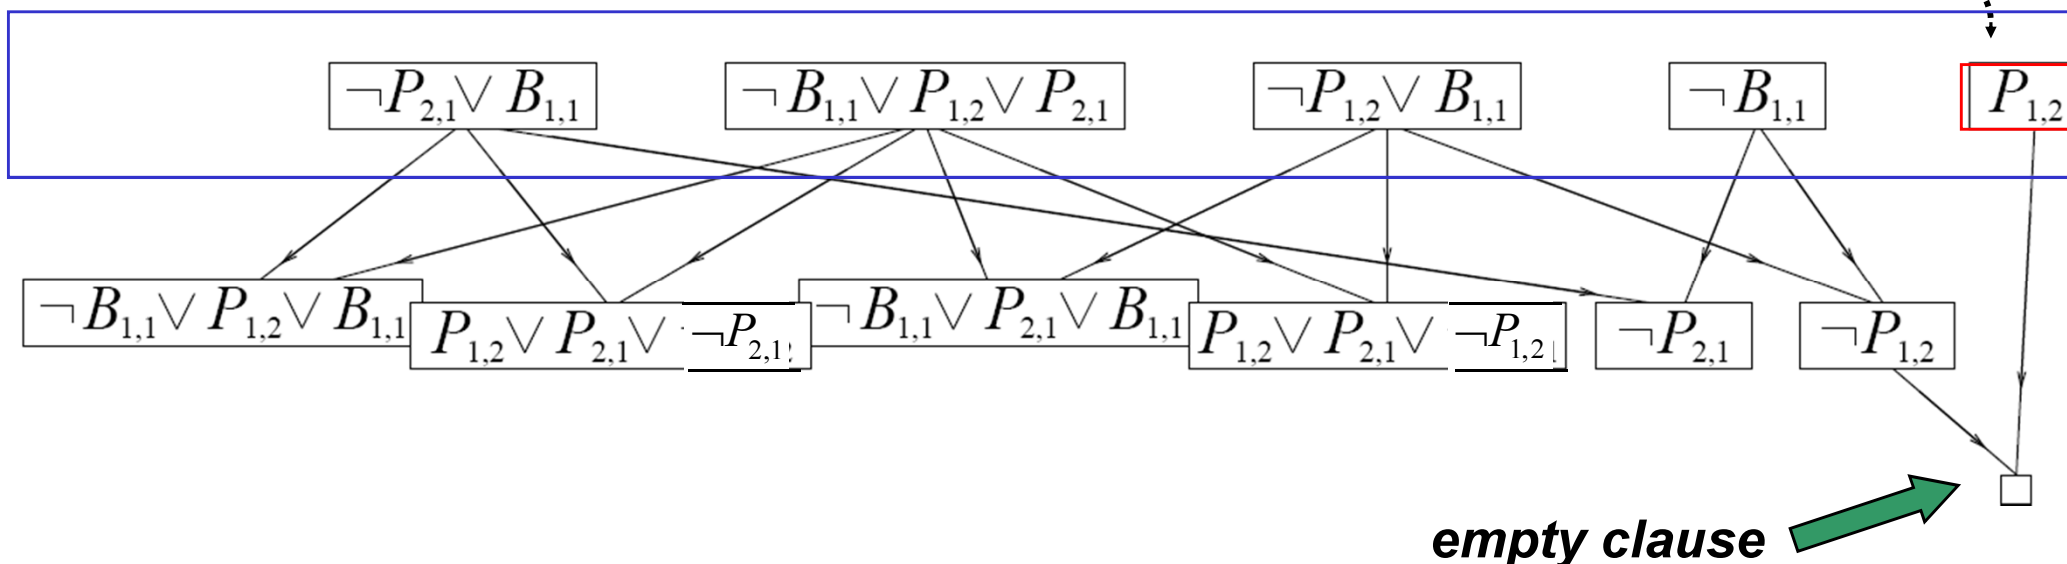 ¬P2,1 ∨ B1,1
¬B1,1 ∨ P1,2 ∨ P2,1
¬P1,2 ∨ B1,1
¬B1,1
P1,2
¬B1,1 ∨ P1,2 ∨ B1,1
P1,2 ∨ P2,1 ∨ ¬P2,1
¬B1,1 ∨ P2,1 ∨ B1,1
P1,2 ∨ P2,1 ∨ ¬P1,2
¬P2,1
¬P1,2
empty clause